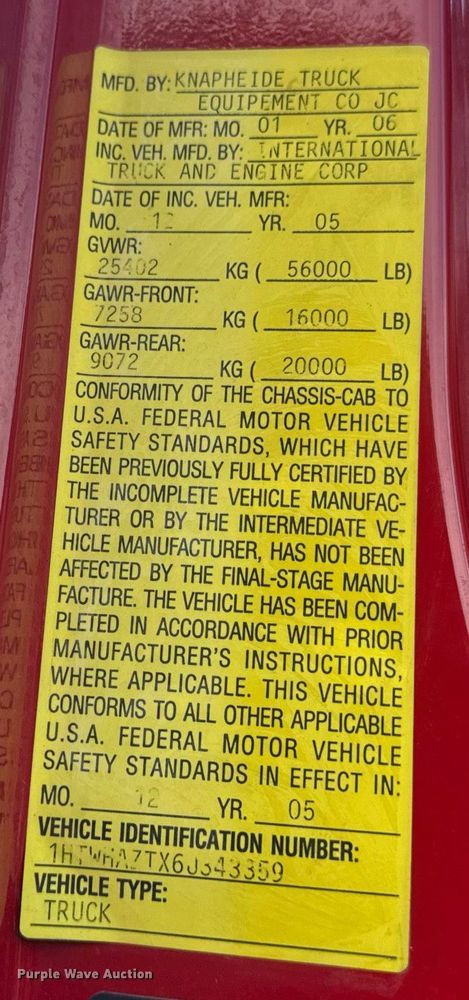 MFD. BY: KNAPHEIDE TRUCK
EQUIPEMENT CO JC
DATE OF MFR: MO. 01 YR. 06
INC. VEH. MFD. BY: INTERNATIONAL
TRUCK AND ENGINE CORP
DATE OF INC. VEH. MFR:
MO. 12 YR. 05
GVWR:
25402 KG ( 56000 LB)
GAWR-FRONT:
7258 KG ( 16000 LB)
GAWR-REAR:
9072 KG ( 20000 LB)
CONFORMITY OF THE CHASSIS-CAB TO
U.S.A. FEDERAL MOTOR VEHICLE
SAFETY STANDARDS, WHICH HAVE
BEEN PREVIOUSLY FULLY CERTIFIED BY
THE INCOMPLETE VEHICLE MANUFAC-
TURER OR BY THE INTERMEDIATE VE-
HICLE MANUFACTURER, HAS NOT BEEN
AFFECTED BY THE FINAL-STAGE MANU-
FACTURE. THE VEHICLE HAS BEEN COM-
PLETED IN ACCORDANCE WITH PRIOR
MANUFACTURER'S INSTRUCTIONS,
WHERE APPLICABLE. THIS VEHICLE
CONFORMS TO ALL OTHER APPLICABLE
U.S.A. FEDERAL MOTOR VEHICLE
SAFETY STANDARDS IN EFFECT IN:
MO. 12 YR. 05
VEHICLE IDENTIFICATION NUMBER:
VEHICLE TYPE:
TRUCK
Purple Wave Auction